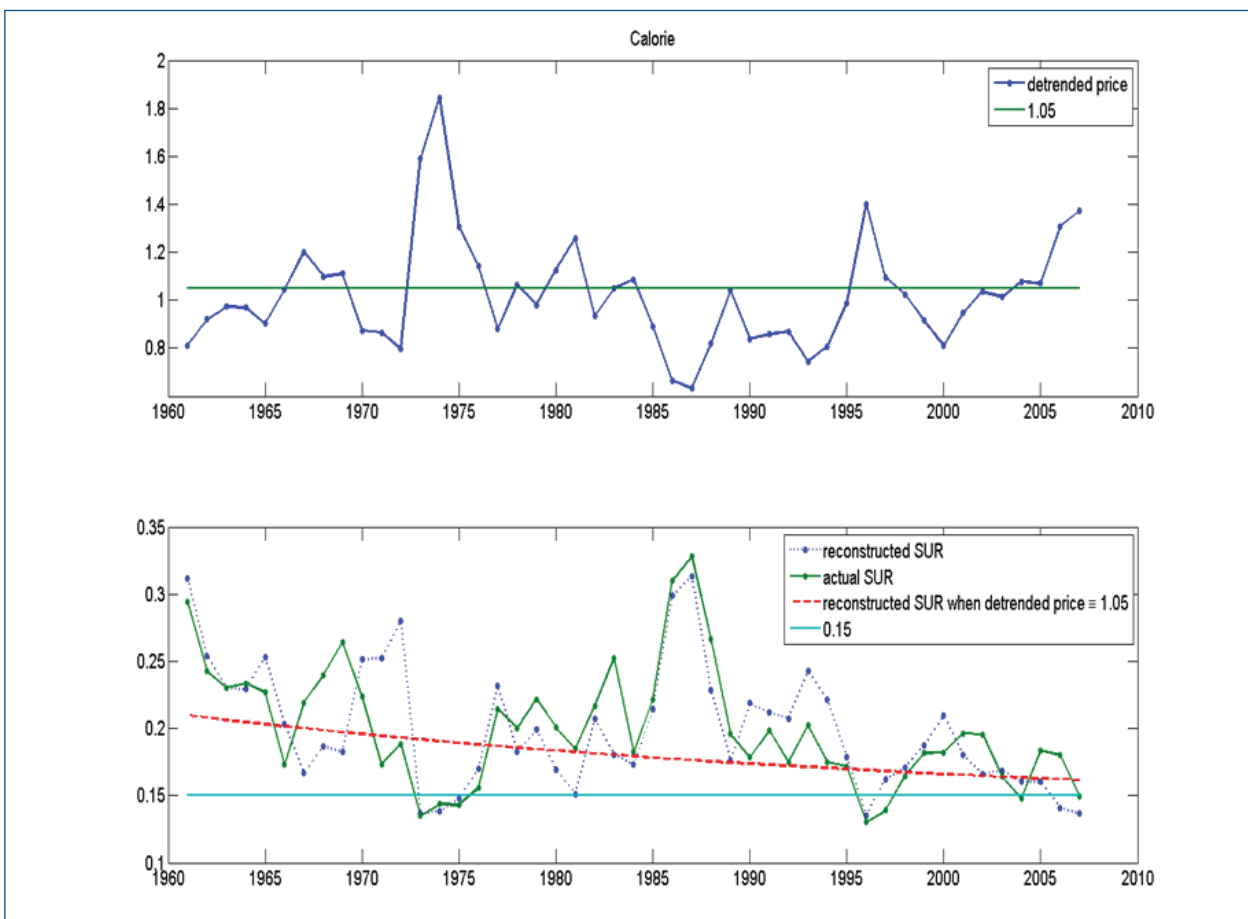 Calorie
2
1.8
1.6
1.4
1.2
1
0.8
detrended price
1.05
1960 1965 1970 1975 1980 1985 1990 1995 2000 2005 2010
0.35
0.3
0.25
0.2
0.15
0.1
reconstructed SUR
actual SUR
reconstructed SUR when detrended price ≡ 1.05
0.15
1960 1965 1970 1975 1980 1985 1990 1995 2000 2005 2010